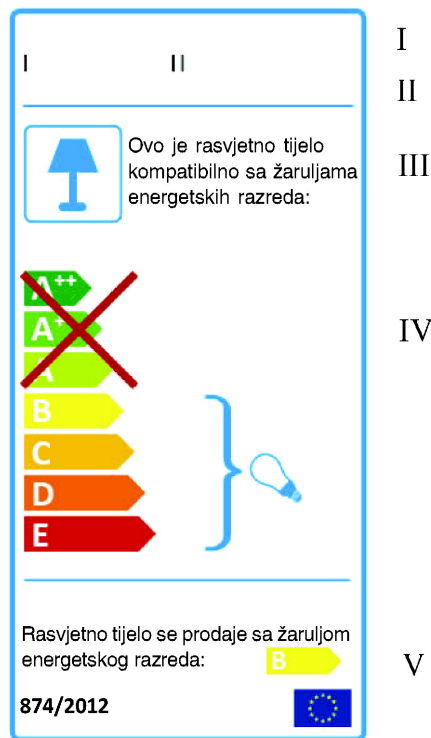 I
I II
II
Ovo je rasvjetno tijelo
kompatibilno sa žaruljama
energetskih razreda:
III
A++
A+
IV
A
B
C
D
E
Rasvjetno tijelo se prodaje sa žaruljom
energetskog razreda: B
V
874/2012